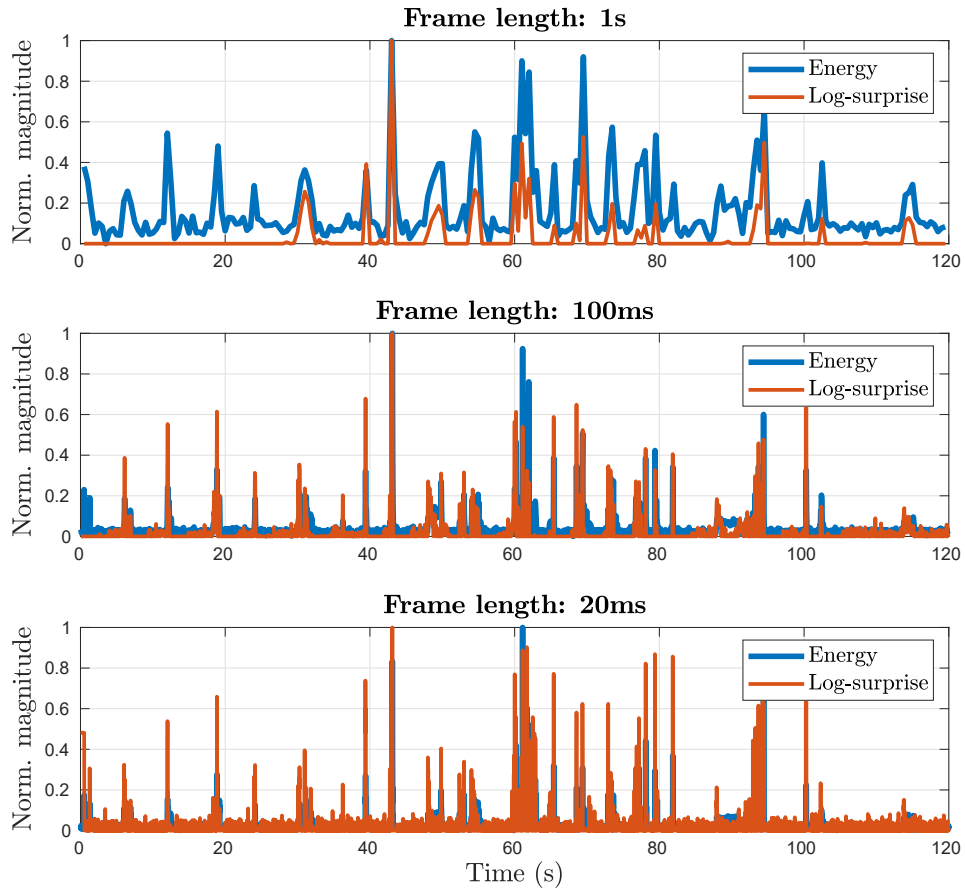 Frame length: 1s
Norm. magnitude
1
0.8
0.6
0.4
0.2
0
Energy
Log-surprise
0 20 40 60 80 100 120
Frame length: 100ms
Norm. magnitude
1
0.8
0.6
0.4
0.2
0
Energy
Log-surprise
0 20 40 60 80 100 120
Frame length: 20ms
Norm. magnitude
1
0.8
0.6
0.4
0.2
0
Energy
Log-surprise
0 20 40 60 80 100 120
Time (s)